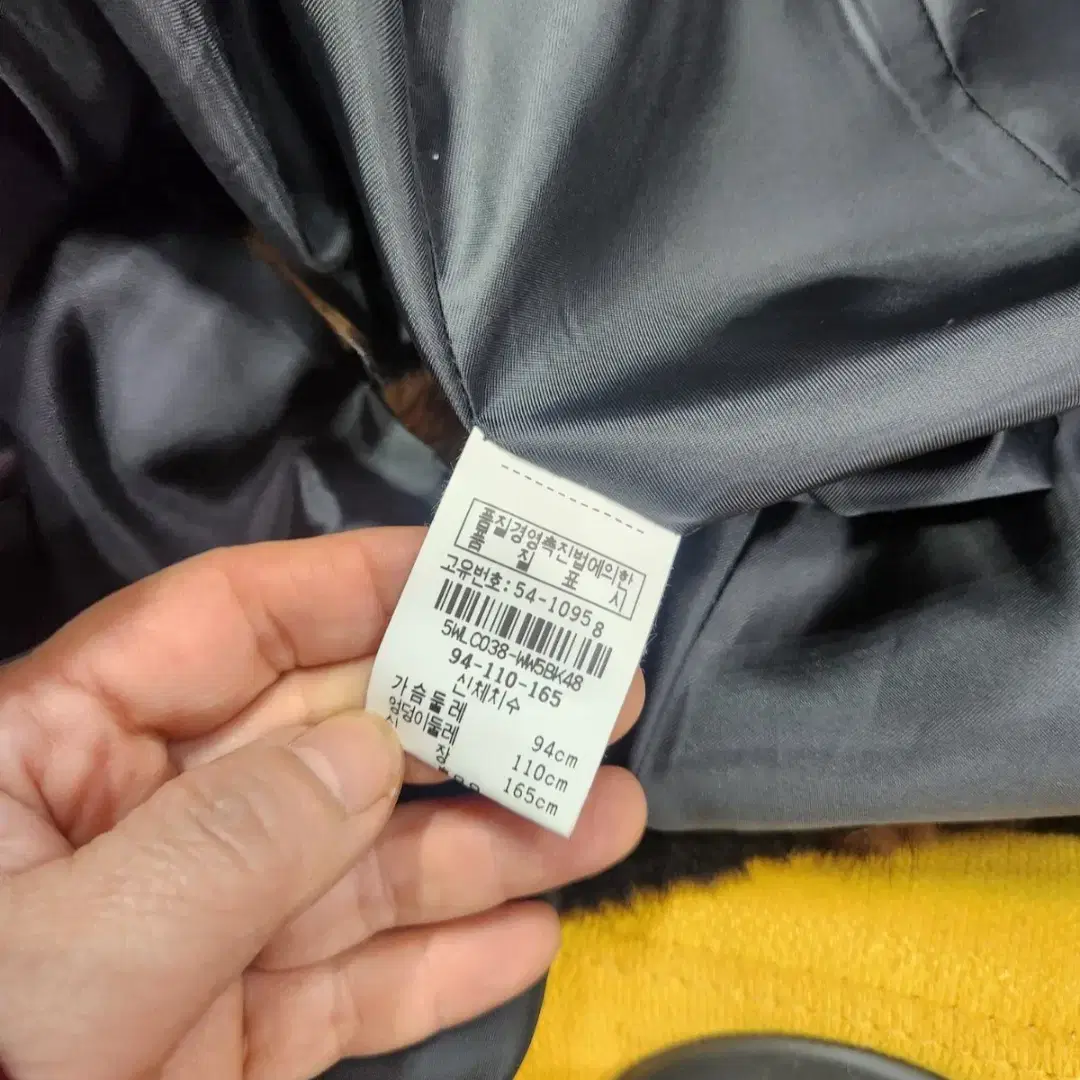 품질경영촉진법에의한
품 질 표 시
고유번호:54-10958
5WLC038-WW5BK48
94-110-165
신체치수
가슴둘레 94cm
엉덩이둘레 110cm
신 장 165cm